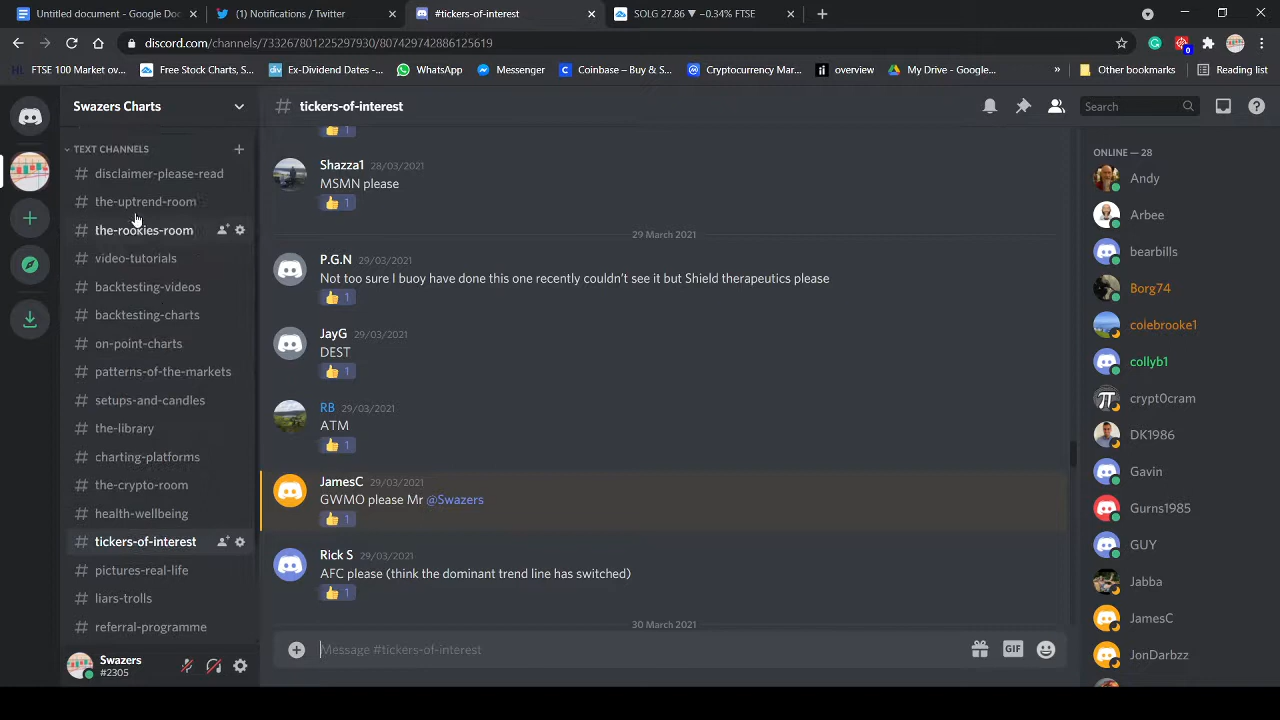 Untitled document - Google Doc
(1) Notifications / Twitter
#tickers-of-interest
SOLG 27.86 ▼ −0.34% FTSE
discord.com/channels/733267801225297930/807429742886125619
FTSE 100 Market ov...
Free Stock Charts, S...
Ex-Dividend Dates -...
WhatsApp
Messenger
Coinbase – Buy & S...
Cryptocurrency Mar...
overview
My Drive - Google...
»
Other bookmarks
Reading list
Swazers Charts
# tickers-of-interest
Search
TEXT CHANNELS
# disclaimer-please-read
# the-uptrend-room
# the-rookies-room
# video-tutorials
# backtesting-videos
# backtesting-charts
# on-point-charts
# patterns-of-the-markets
# setups-and-candles
# the-library
# charting-platforms
# the-crypto-room
# health-wellbeing
# tickers-of-interest
# pictures-real-life
# liars-trolls
# referral-programme
Swazers
#2305
👍 1
Shazza1 28/03/2021
MSMN please
👍 1
29 March 2021
P.G.N 29/03/2021
Not too sure I buoy have done this one recently couldn't see it but Shield therapeutics please
👍 1
JayG 29/03/2021
DEST
👍 1
RB 29/03/2021
ATM
👍 1
JamesC 29/03/2021
GWMO please Mr @Swazers
👍 1
Rick S 29/03/2021
AFC please (think the dominant trend line has switched)
👍 1
30 March 2021
Message #tickers-of-interest
GIF
ONLINE — 28
Andy
Arbee
bearbills
Borg74
colebrooke1
collyb1
crypt0cram
DK1986
Gavin
Gurns1985
GUY
Jabba
JamesC
JonDarbzz